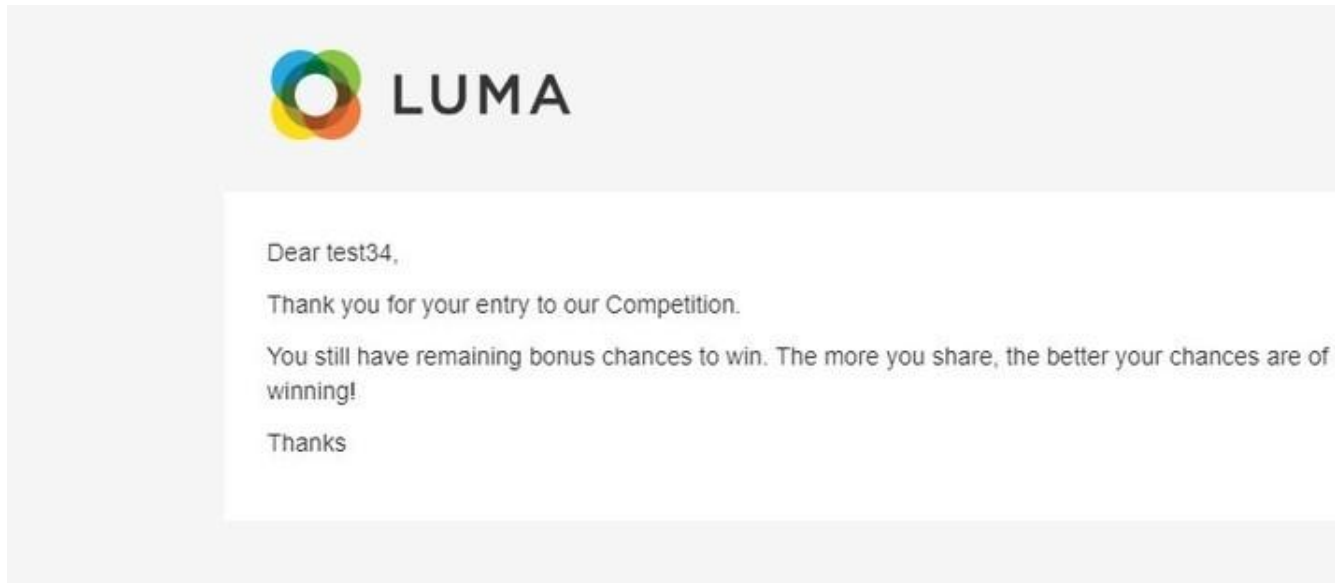 LUMA
Dear test34,
Thank you for your entry to our Competition.
You still have remaining bonus chances to win. The more you share, the better your chances are of
winning!
Thanks